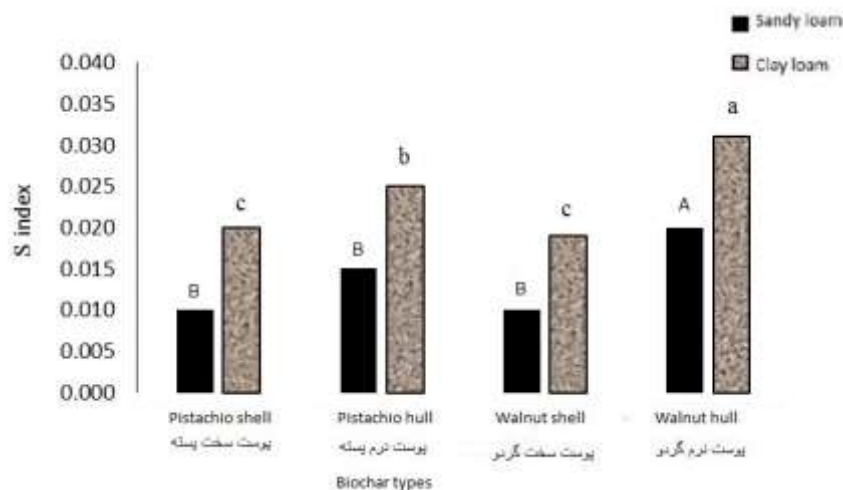 Sandy loam
Clay loam
S index
0.040
0.035
0.030
0.025
0.020
0.015
0.010
0.005
0.000
B c B b B c A a
Pistachio shell Pistachio hull Walnut shell Walnut hull
پوست سخت پسته پوست نرم پسته پوست سخت گردو پوست نرم گردو
Biochar types